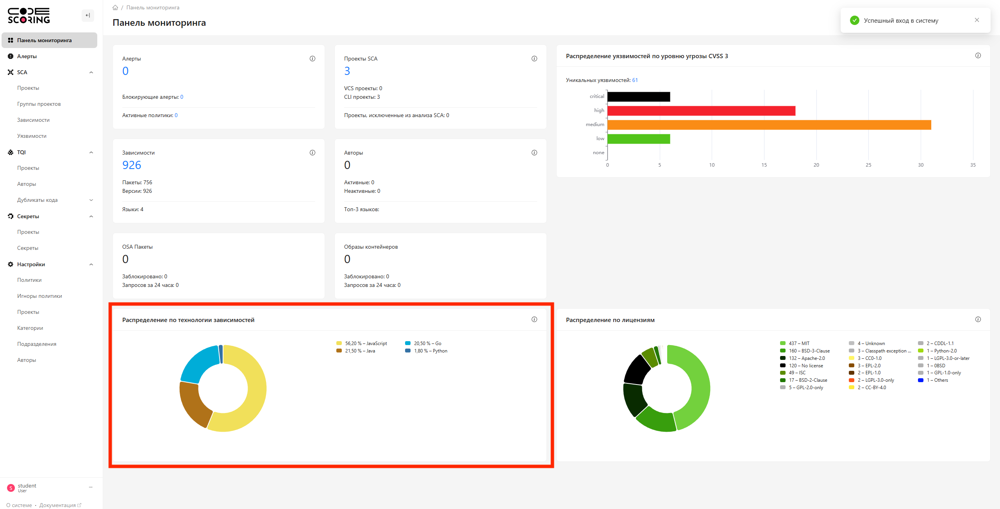 CODE
SCORING
Панель мониторинга
Алерты
SCA
Проекты
Группы проектов
Зависимости
Уязвимости
TQI
Проекты
Авторы
Дубликаты кода
Секреты
Проекты
Секреты
Настройки
Политики
Игноры политики
Проекты
Категории
Подразделения
Авторы
S
student
User
...
О системе · Документация
/ Панель мониторинга
Панель мониторинга
Успешный вход в систему
Алерты
0
Блокирующие алерты: 0
Активные политики: 0
Проекты SCA
3
VCS проекты: 0
CLI проекты: 3
Проекты, исключенные из анализа SCA: 0
Распределение уязвимостей по уровню угрозы CVSS 3
Уникальных уязвимостей: 61
critical
high
medium
low
none
0 5 10 15 20 25 30 35
Зависимости
926
Пакеты: 756
Версии: 926
Языки: 4
Авторы
0
Активные: 0
Неактивные: 0
Топ-3 языков:
OSA Пакеты
0
Заблокировано: 0
Запросов за 24 часа: 0
Образы контейнеров
0
Заблокировано: 0
Запросов за 24 часа: 0
Распределение по технологии зависимостей
56,20 % – JavaScript
21,50 % – Java
20,50 % – Go
1,80 % – Python
Распределение по лицензиям
437 – MIT
160 – BSD-3-Clause
132 – Apache-2.0
120 – No license
49 – ISC
17 – BSD-2-Clause
5 – GPL-2.0-only
4 – Unknown
3 – Classpath exception ...
3 – CC0-1.0
3 – EPL-2.0
2 – EPL-1.0
2 – LGPL-3.0-only
2 – CC-BY-4.0
2 – CDDL-1.1
1 – Python-2.0
1 – LGPL-3.0-or-later
1 – 0BSD
1 – GPL-1.0-only
1 – Others